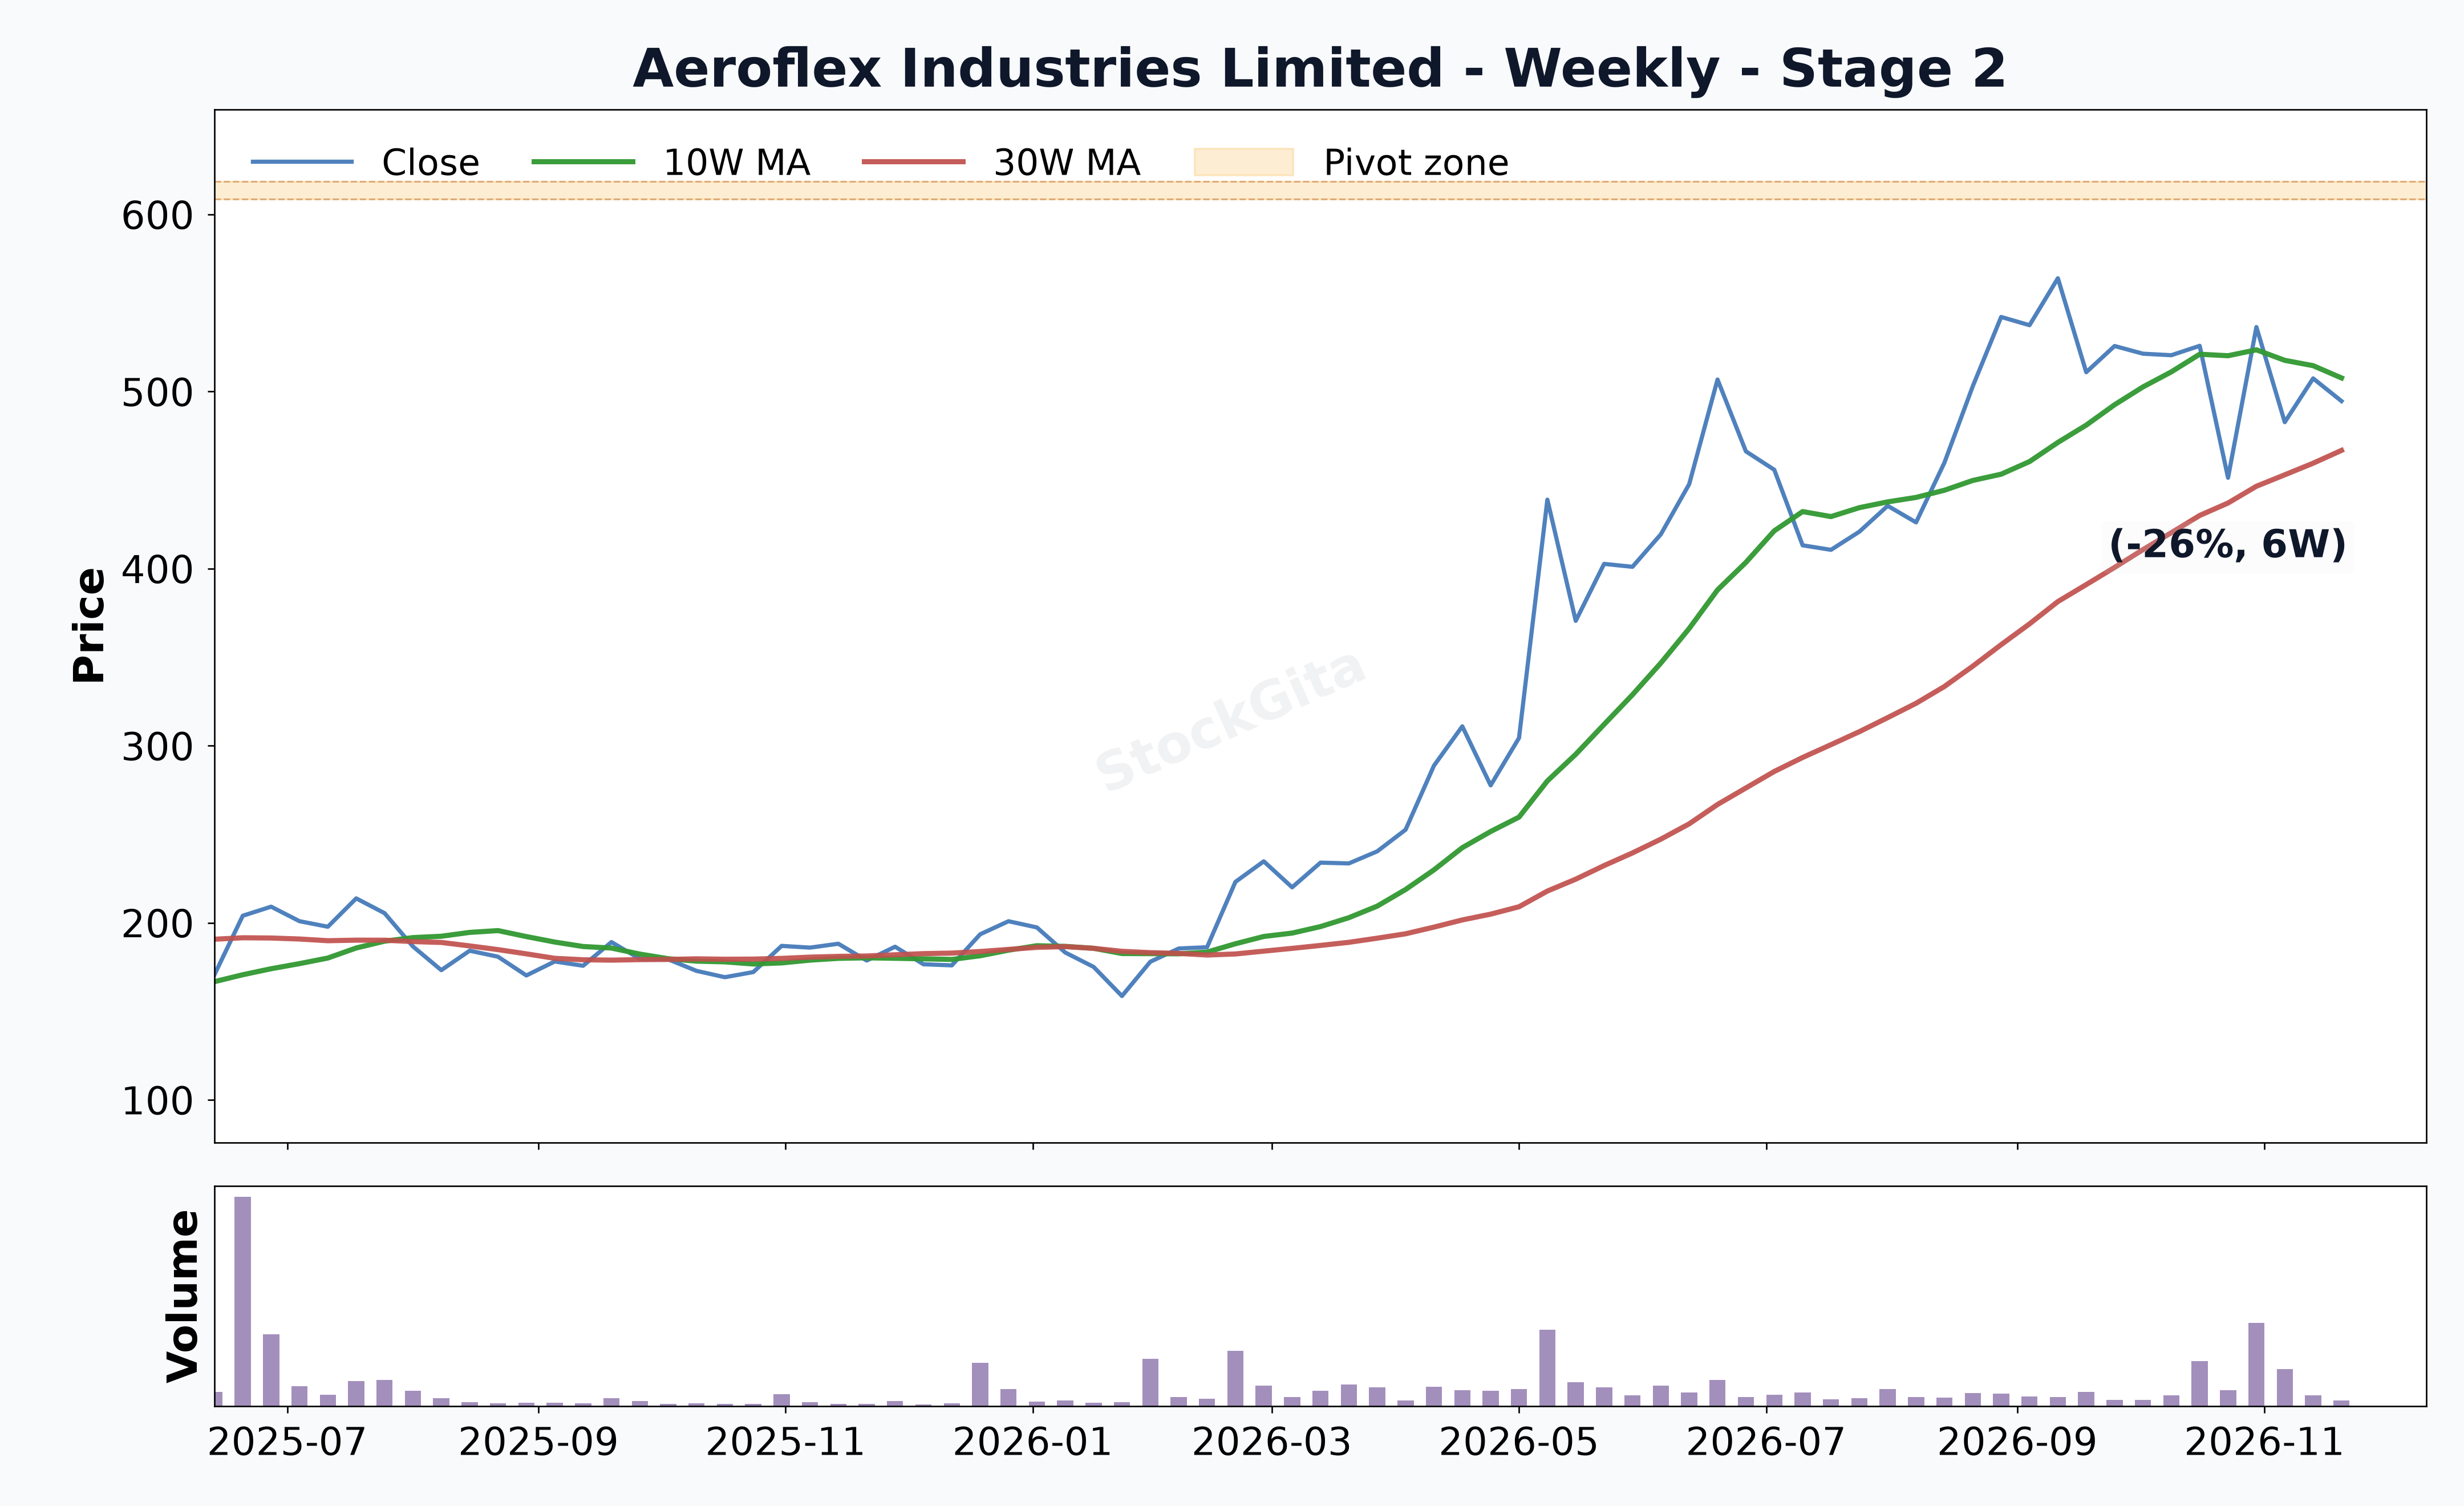 Aeroflex Industries Limited - Weekly - Stage 2
Close 10W MA 30W MA Pivot zone
600
500
400
300
200
100
Price
(-26%, 6W)
StockGita
Volume
2025-07 2025-09 2025-11 2026-01 2026-03 2026-05 2026-07 2026-09 2026-11